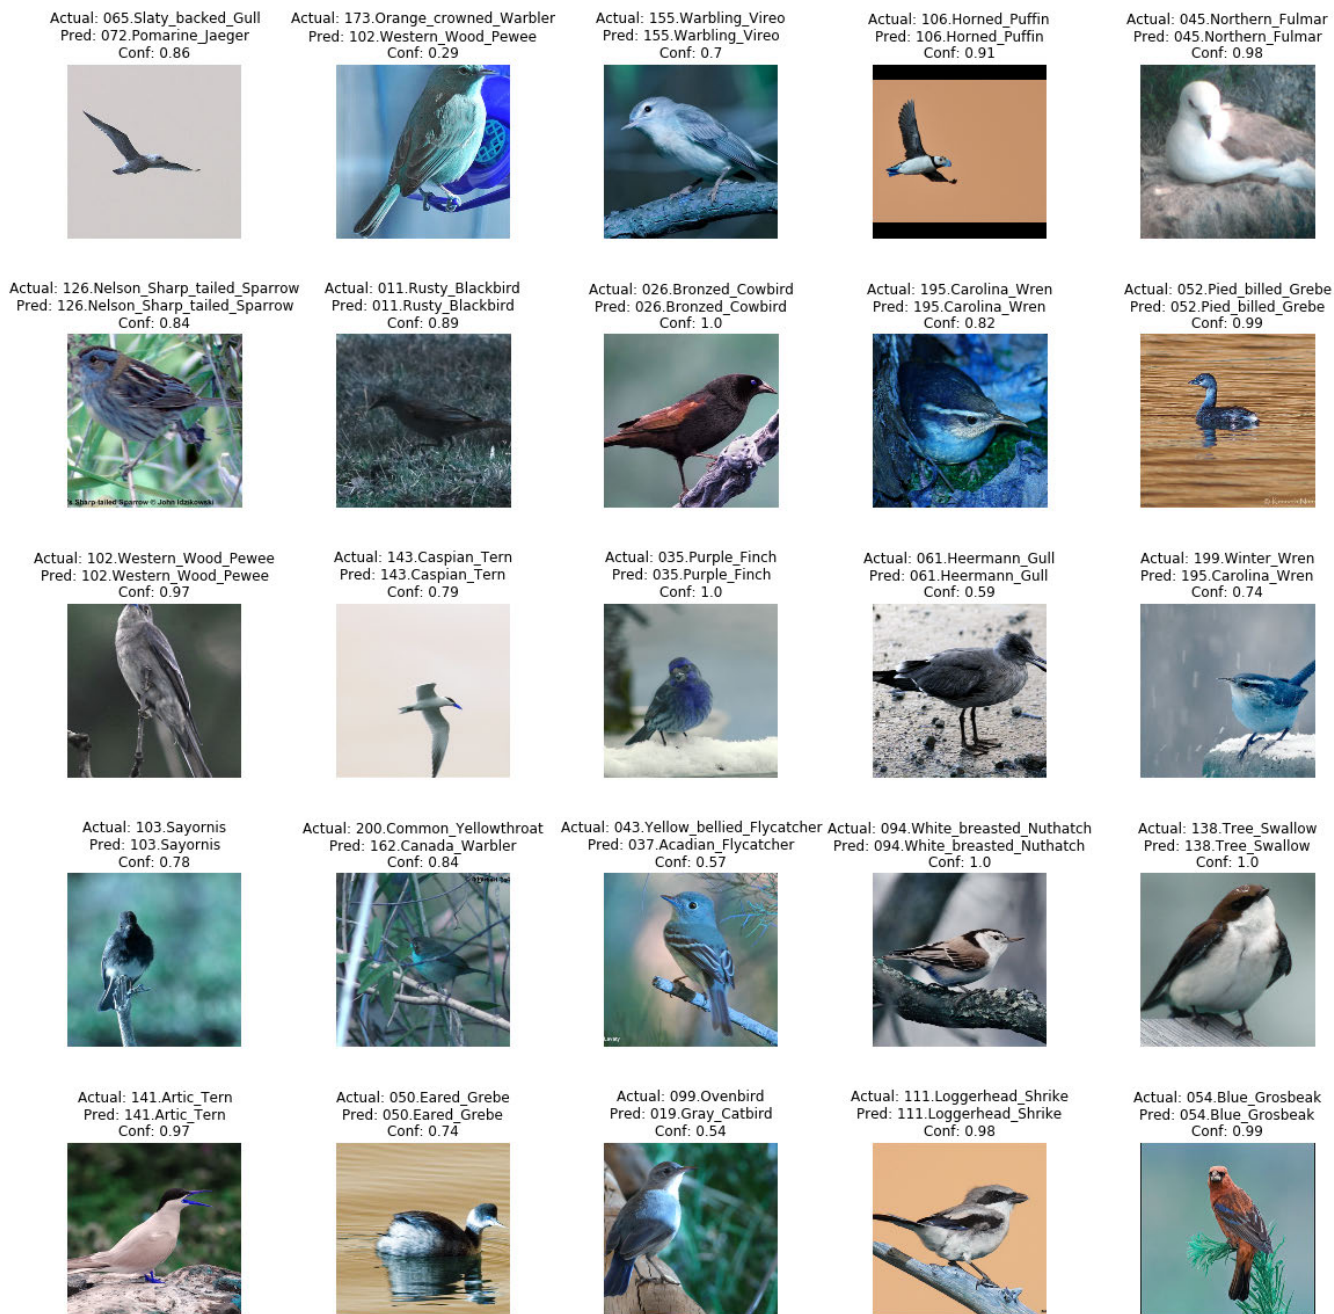 Actual: 065.Slaty_backed_Gull
Pred: 072.Pomarine_Jaeger
Conf: 0.86
Actual: 173.Orange_crowned_Warbler
Pred: 102.Western_Wood_Pewee
Conf: 0.29
Actual: 155.Warbling_Vireo
Pred: 155.Warbling_Vireo
Conf: 0.7
Actual: 106.Horned_Puffin
Pred: 106.Horned_Puffin
Conf: 0.91
Actual: 045.Northern_Fulmar
Pred: 045.Northern_Fulmar
Conf: 0.98
Actual: 126.Nelson_Sharp_tailed_Sparrow
Pred: 126.Nelson_Sharp_tailed_Sparrow
Conf: 0.84
's Sharp-tailed Sparrow © John Idzikowski
Actual: 011.Rusty_Blackbird
Pred: 011.Rusty_Blackbird
Conf: 0.89
Actual: 026.Bronzed_Cowbird
Pred: 026.Bronzed_Cowbird
Conf: 1.0
Actual: 195.Carolina_Wren
Pred: 195.Carolina_Wren
Conf: 0.82
Actual: 052.Pied_billed_Grebe
Pred: 052.Pied_billed_Grebe
Conf: 0.99
Actual: 102.Western_Wood_Pewee
Pred: 102.Western_Wood_Pewee
Conf: 0.97
Actual: 143.Caspian_Tern
Pred: 143.Caspian_Tern
Conf: 0.79
Actual: 035.Purple_Finch
Pred: 035.Purple_Finch
Conf: 1.0
Actual: 061.Heermann_Gull
Pred: 061.Heermann_Gull
Conf: 0.59
Actual: 199.Winter_Wren
Pred: 195.Carolina_Wren
Conf: 0.74
Actual: 103.Sayornis
Pred: 103.Sayornis
Conf: 0.78
Actual: 200.Common_Yellowthroat
Pred: 162.Canada_Warbler
Conf: 0.84
Actual: 043.Yellow_bellied_Flycatcher
Pred: 037.Acadian_Flycatcher
Conf: 0.57
Actual: 094.White_breasted_Nuthatch
Pred: 094.White_breasted_Nuthatch
Conf: 1.0
Actual: 138.Tree_Swallow
Pred: 138.Tree_Swallow
Conf: 1.0
Actual: 141.Artic_Tern
Pred: 141.Artic_Tern
Conf: 0.97
Actual: 050.Eared_Grebe
Pred: 050.Eared_Grebe
Conf: 0.74
Actual: 099.Ovenbird
Pred: 019.Gray_Catbird
Conf: 0.54
Actual: 111.Loggerhead_Shrike
Pred: 111.Loggerhead_Shrike
Conf: 0.98
Actual: 054.Blue_Grosbeak
Pred: 054.Blue_Grosbeak
Conf: 0.99